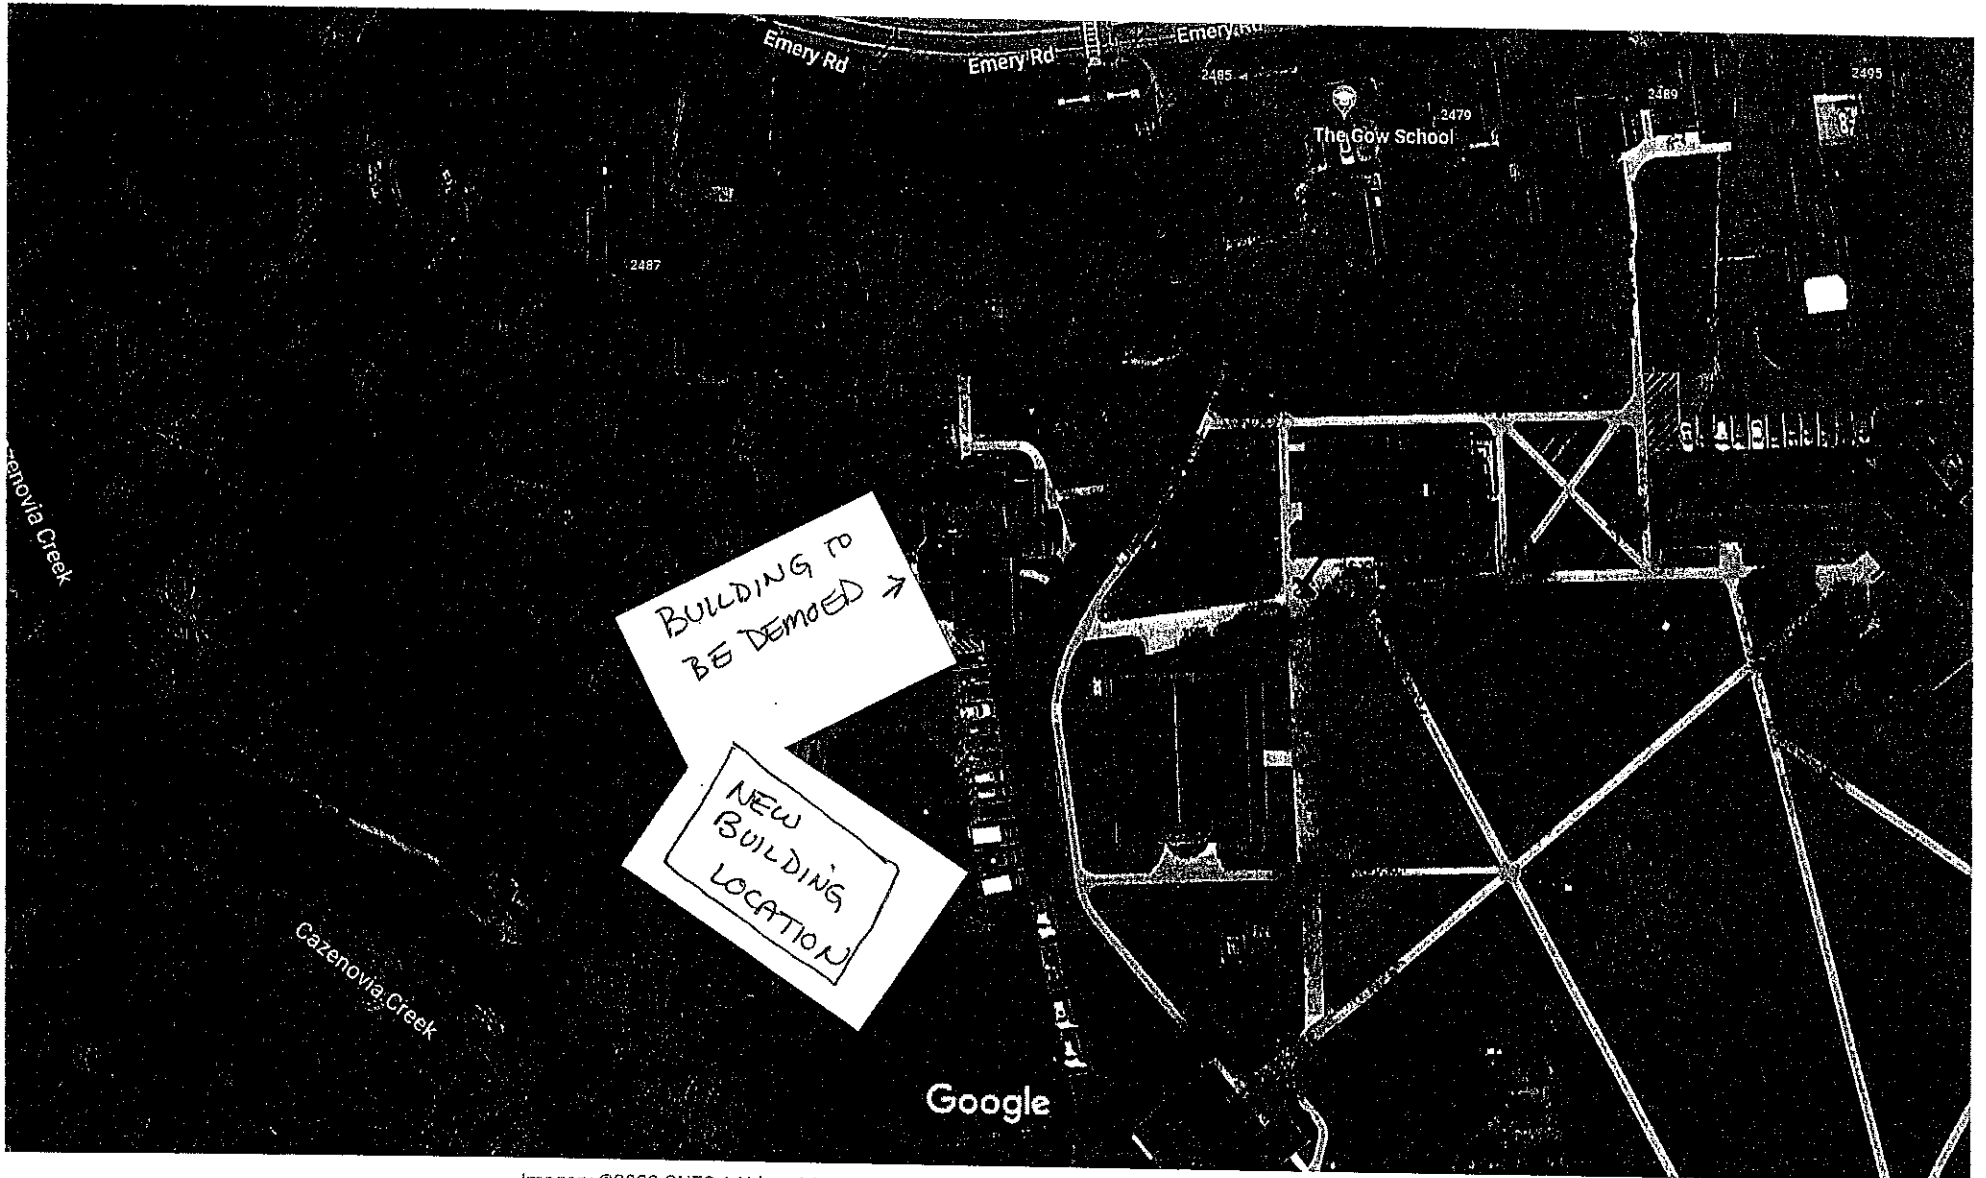 Emery Rd
Emery Rd
Emery Rd
2485
2495
2489
2479
The Gow School
2487
Cazenovia Creek
BUILDING TO
BE DEMOED →
NEW
BUILDING
LOCATION
Cazenovia Creek
Google